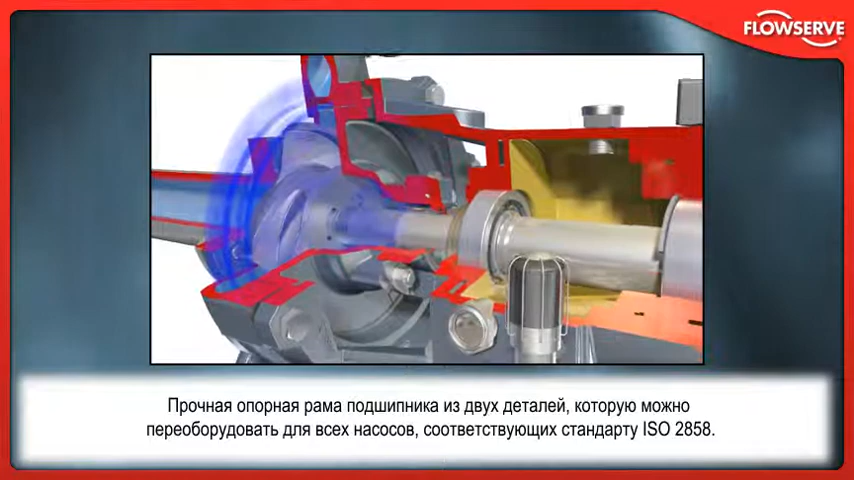 FLOWSERVE
Прочная опорная рама подшипника из двух деталей, которую можно
переоборудовать для всех насосов, соответствующих стандарту ISO 2858.